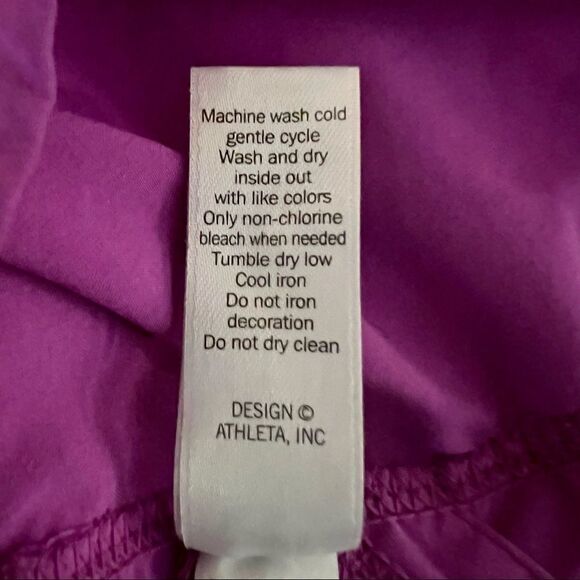 Machine wash cold
gentle cycle
Wash and dry
inside out
with like colors
Only non-chlorine
bleach when needed
Tumble dry low
Cool iron
Do not iron
decoration
Do not dry clean
DESIGN ©
ATHLETA, INC